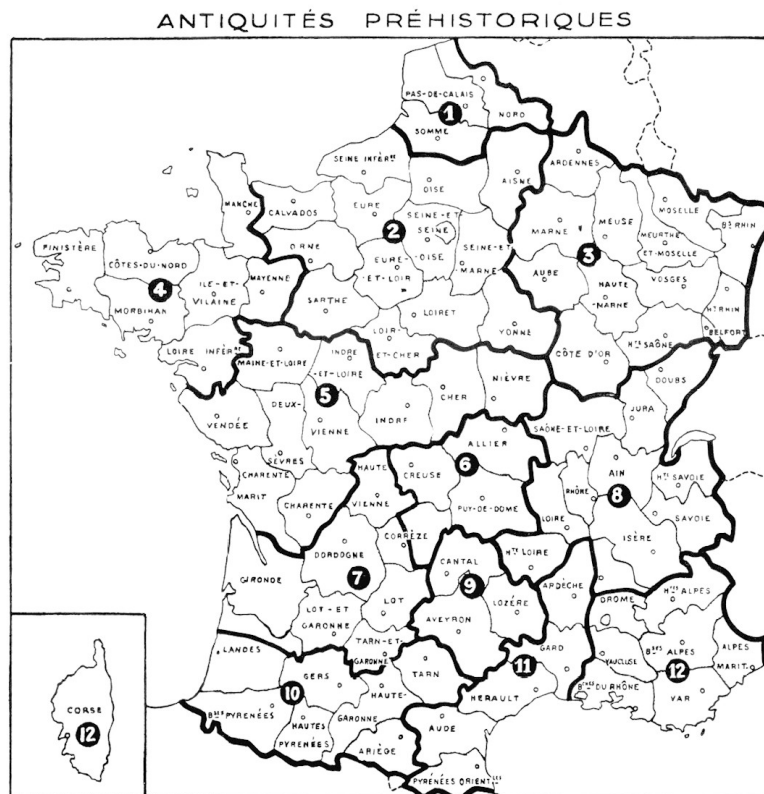 ANTIQUITÉS PRÉHISTORIQUES
PAS-DE-CALAIS
1
NORD
SOMME
SEINE INFÉRRE
OISE
AISNE
ARDENNES
MANCHE
CALVADOS
EURE
SEINE-ET
SEINE
OISE
2
ORNE
EURE-
ET-LOIR
SEINE-ET
MARNE
MARNE
MEUSE
MOSELLE
MEURTHE
ET-MOSELLE
BS RHIN
3
AUBE
HAUTE
MARNE
VOSGES
HT RHIN
BELFORT
FINISTÈRE
CÔTES-DU-NORD
4
MORBIHAN
ILE-ET-
VILAINE
MAYENNE
SARTHE
LOIRET
YONNE
LOIR-
ET-CHER
CÔTE D'OR
HTE SAÔNE
DOUBS
LOIRE INFÉRRE
MAINE-ET-LOIRE
INDRE
-ET-LOIRE
5
NIÈVRE
CHER
INDRE
VENDÉE
DEUX-
SÈVRES
VIENNE
JURA
SAÔNE-ET-LOIRE
ALLIER
6
CREUSE
HAUTE
VIENNE
PUY-DE-DOME
CHARENTE
MARIT
CHARENTE
AIN
RHÔNE
8
HTE SAVOIE
SAVOIE
LOIRE
ISÈRE
CORRÈZE
DORDOGNE
7
GIRONDE
CANTAL
9
HTE LOIRE
ARDÈCHE
DROME
HTES ALPES
LOT-ET
GARONNE
LOT
AVEYRON
LOZÈRE
TARN-ET-
GARONNE
LANDES
GERS
10
HAUTE-
GARONNE
TARN
GARD
11
HÉRAULT
VAUCLUSE
BSES ALPES
ALPES
MARIT.
12
BCHES DU RHÔNE
VAR
BSES PYRÉNÉES
HAUTES
PYRÉNÉES
ARIÈGE
AUDE
PYRÉNÉES ORIENTLES
CORSE
12